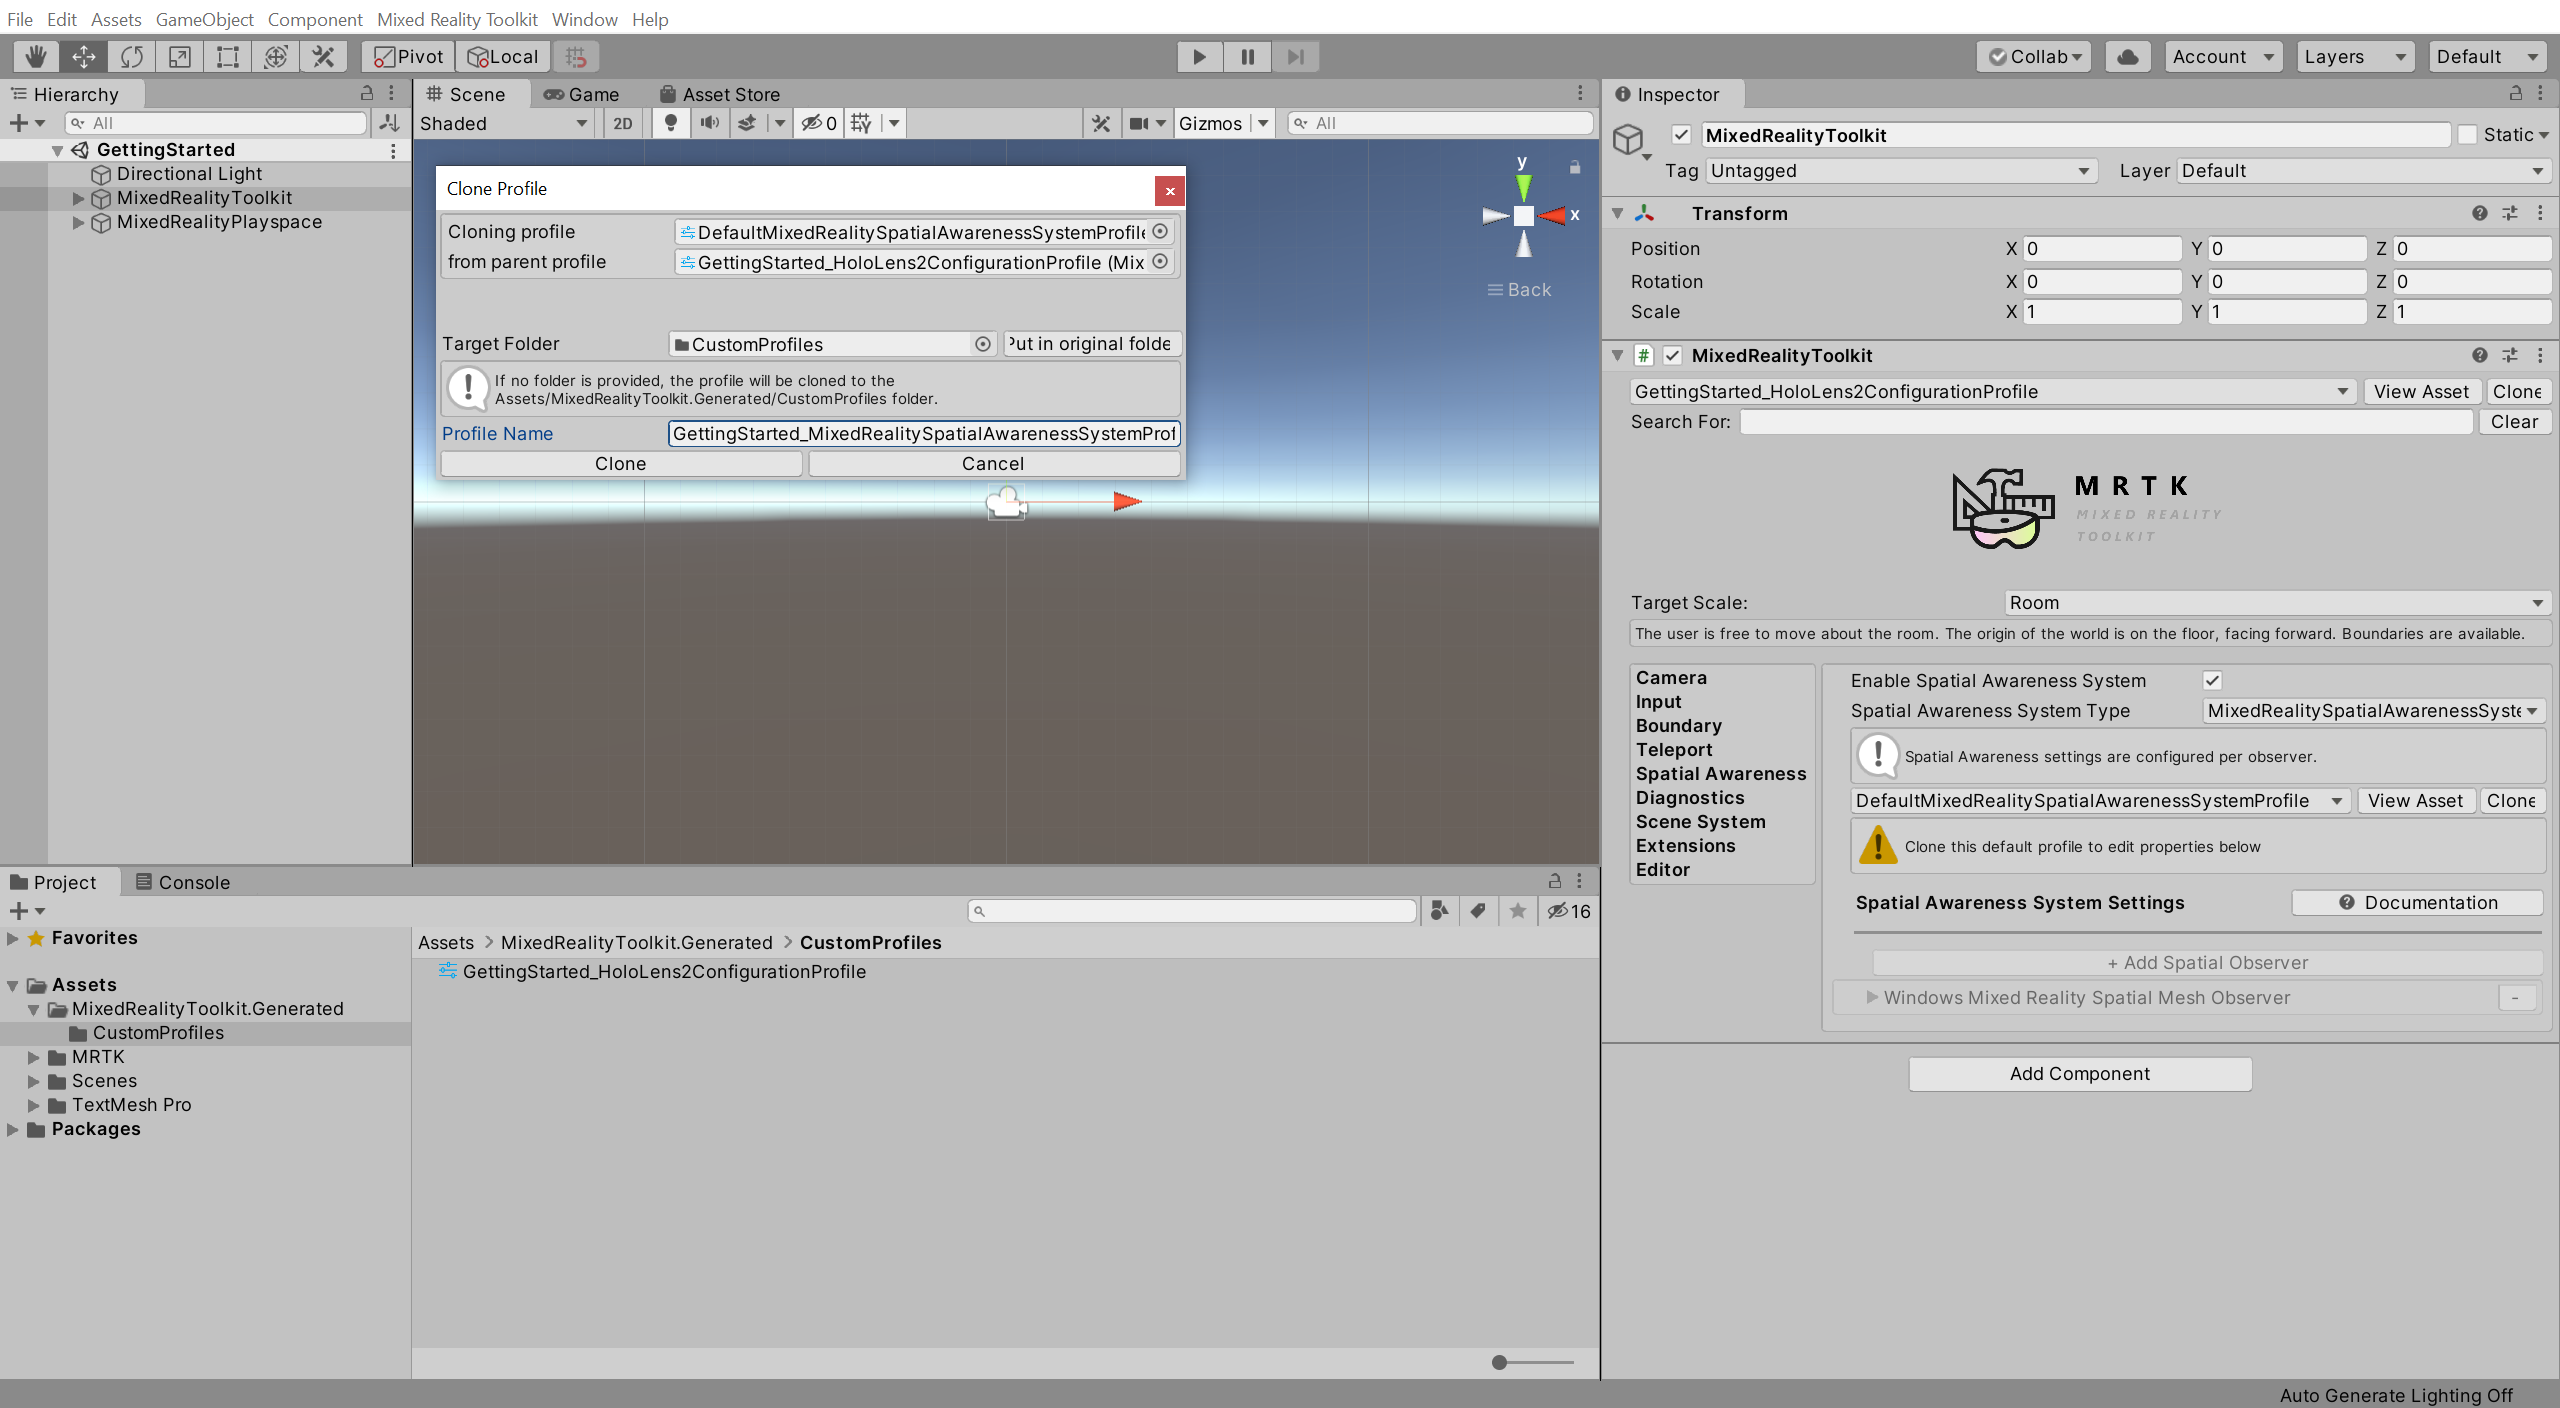 File Edit Assets GameObject Component Mixed Reality Toolkit Window Help
Pivot Local Collab Account Layers Default
Hierarchy
All
GettingStarted
Directional Light
MixedRealityToolkit
MixedRealityPlayspace
Scene Game Asset Store
Shaded 2D 0 Gizmos All
y
x
Back
Clone Profile
Cloning profile DefaultMixedRealitySpatialAwarenessSystemProfile
from parent profile GettingStarted_HoloLens2ConfigurationProfile (Mix
Target Folder CustomProfiles Put in original folde
If no folder is provided, the profile will be cloned to the
Assets/MixedRealityToolkit.Generated/CustomProfiles folder.
Profile Name GettingStarted_MixedRealitySpatialAwarenessSystemProf
Clone Cancel
Project Console
16
Favorites
Assets
MixedRealityToolkit.Generated
CustomProfiles
MRTK
Scenes
TextMesh Pro
Packages
Assets > MixedRealityToolkit.Generated > CustomProfiles
GettingStarted_HoloLens2ConfigurationProfile
Inspector
MixedRealityToolkit Static
Tag Untagged Layer Default
Transform
Position X 0 Y 0 Z 0
Rotation X 0 Y 0 Z 0
Scale X 1 Y 1 Z 1
# MixedRealityToolkit
GettingStarted_HoloLens2ConfigurationProfile View Asset Clone
Search For: Clear
MRTK
MIXED REALITY
TOOLKIT
Target Scale: Room
The user is free to move about the room. The origin of the world is on the floor, facing forward. Boundaries are available.
Camera
Input
Boundary
Teleport
Spatial Awareness
Diagnostics
Scene System
Extensions
Editor
Enable Spatial Awareness System
Spatial Awareness System Type MixedRealitySpatialAwarenessSyste
Spatial Awareness settings are configured per observer.
DefaultMixedRealitySpatialAwarenessSystemProfile View Asset Clone
Clone this default profile to edit properties below
Spatial Awareness System Settings Documentation
+ Add Spatial Observer
Windows Mixed Reality Spatial Mesh Observer -
Add Component
Auto Generate Lighting Off